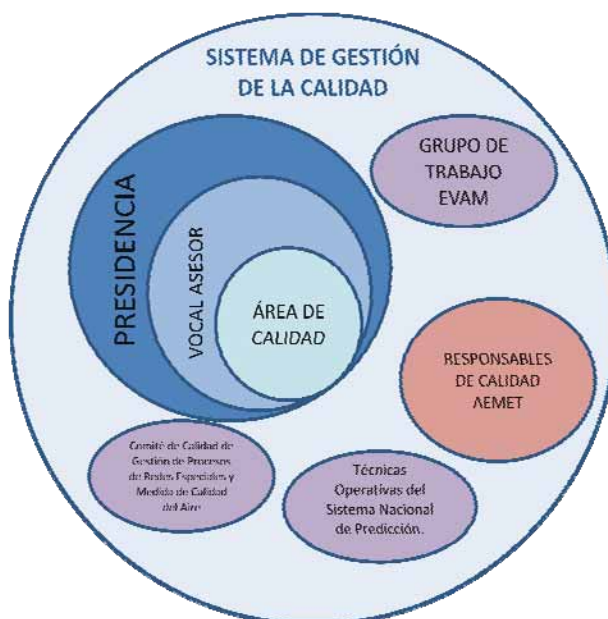 SISTEMA DE GESTIÓN
DE LA CALIDAD
GRUPO DE
TRABAJO
EVAM
PRESIDENCIA
VOCAL ASESOR
ÁREA DE
CALIDAD
RESPONSABLES
DE CALIDAD
AEMET
Comité de Calidad de
Gestión de Procesos
de Redes Especiales y
Medida de Calidad
del Aire
Técnicas
Operativas del
Sistema Nacional
de Predicción.